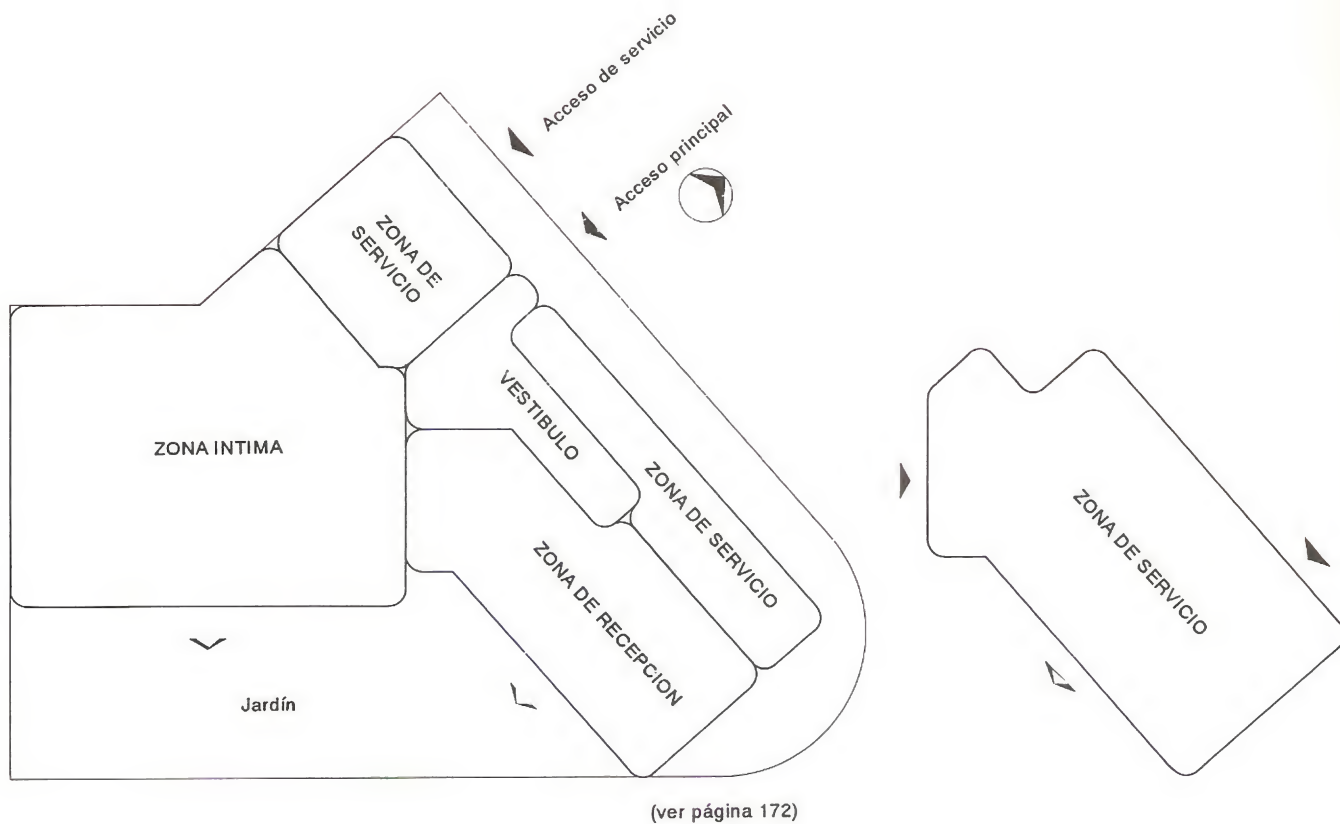 Acceso de servicio
Acceso principal
ZONA DE
SERVICIO
VESTIBULO
ZONA INTIMA
ZONA DE SERVICIO
ZONA DE RECEPCION
Jardín
ZONA DE SERVICIO
(ver página 172)